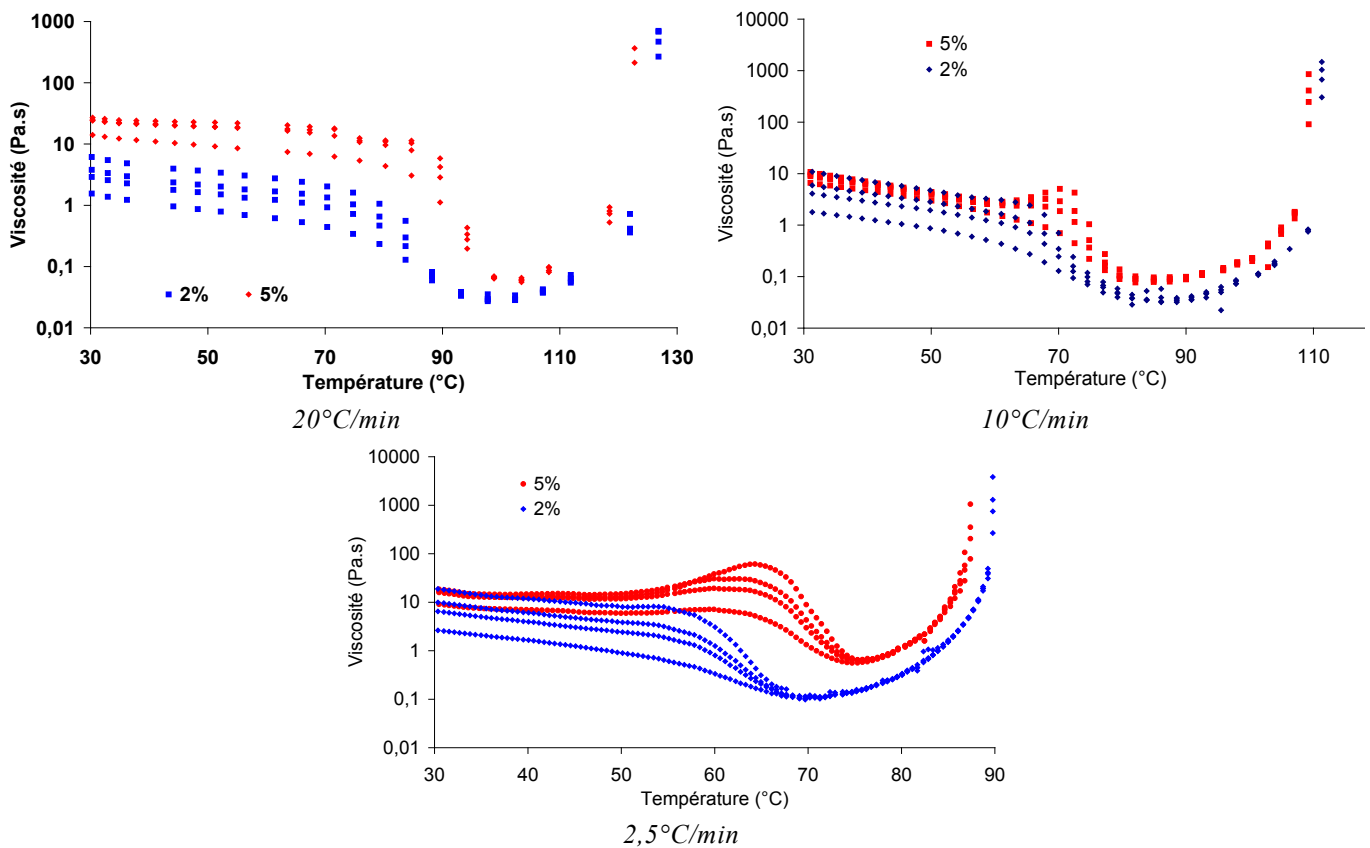 1000
100
10
1
0,1
0,01
Viscosité (Pa.s)
2% 5%
30 50 70 90 110 130
Température (°C)
20°C/min
10000
1000
100
10
1
0,1
0,01
Viscosité (Pa.s)
5%
2%
30 50 70 90 110
Température (°C)
10°C/min
10000
1000
100
10
1
0,1
0,01
Viscosité (Pa.s)
5%
2%
30 40 50 60 70 80 90
Température (°C)
2,5°C/min